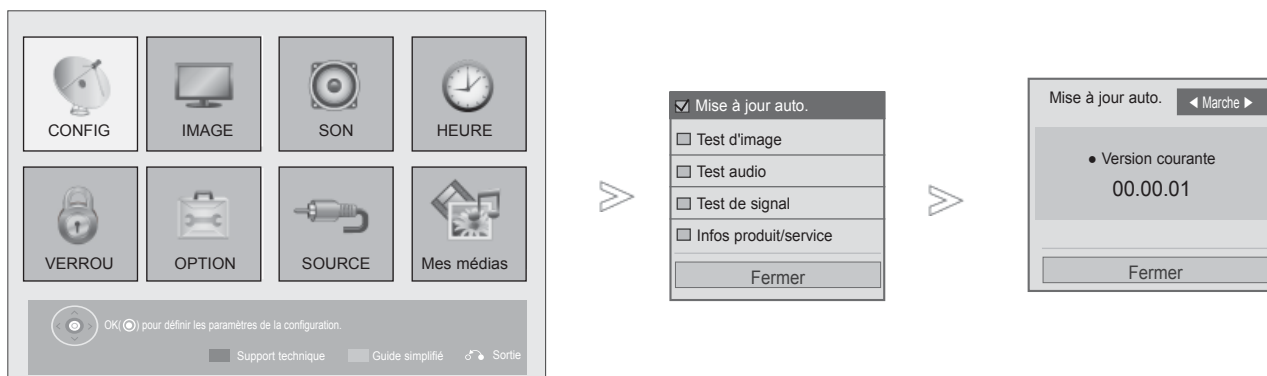 CONFIG IMAGE SON HEURE
VERROU OPTION SOURCE Mes médias
OK(◉) pour définir les paramètres de la configuration.
Support technique Guide simplifié Sortie
Mise à jour auto.
Test d'image
Test audio
Test de signal
Infos produit/service
Fermer
Mise à jour auto. ◀ Marche ▶
● Version courante
00.00.01
Fermer